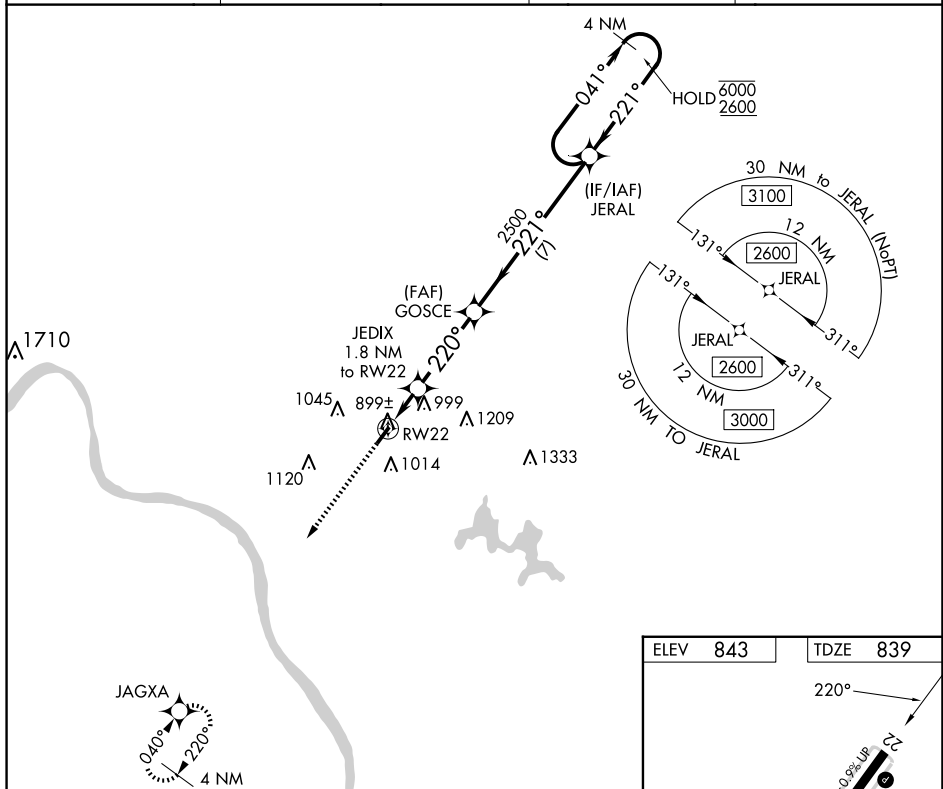 4 NM
041°
221°
HOLD 6000
2600
(IF/IAF)
JERAL
2500
221°
(7)
30 NM to JERAL (NoPT)
3100
12 NM
2600
131°
JERAL
311°
131°
JERAL
2600
311°
12 NM
3000
30 NM TO JERAL
(FAF)
GOSCE
220°
JEDIX
1.8 NM
to RW22
1710
1045
899±
999
1209
RW22
1120
1014
1333
JAGXA
040°
220°
4 NM
ELEV 843
TDZE 839
220°
22
0.9% UP
P